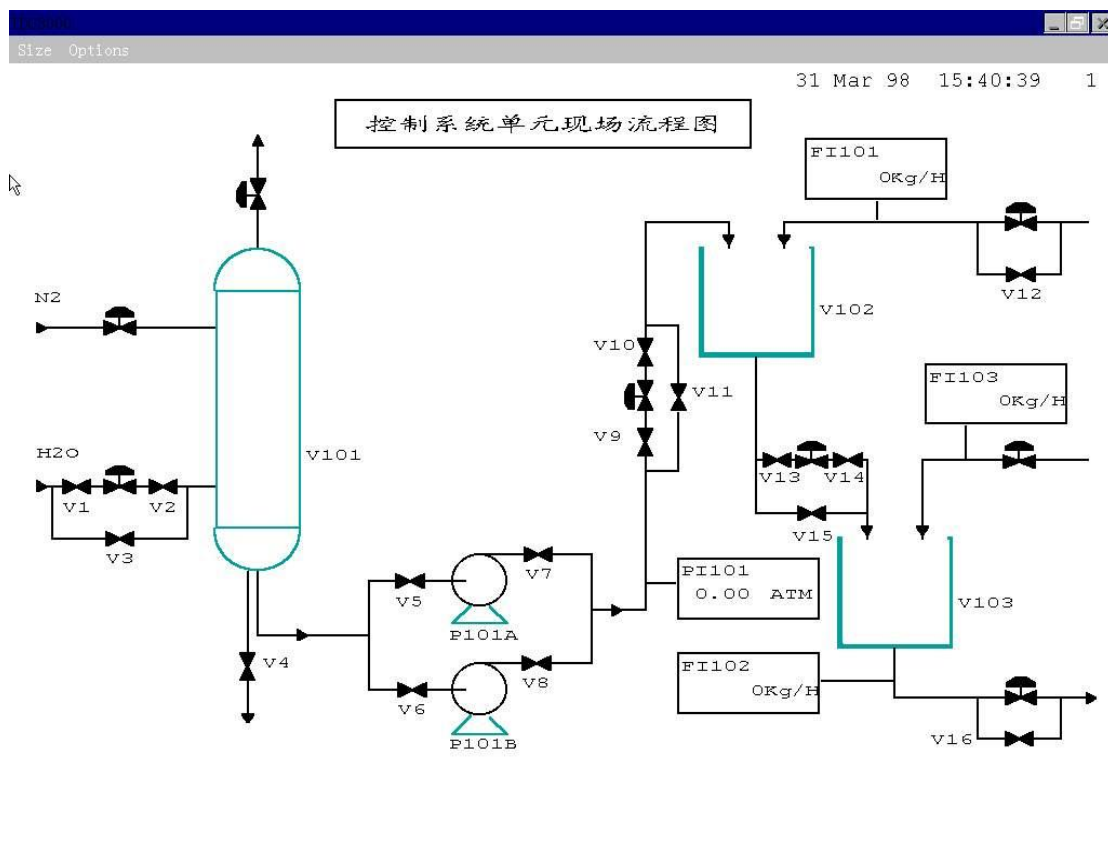 Size Options
31 Mar 98 15:40:39 1
控制系统单元现场流程图
FI101
0Kg/H
N2
V12
V102
V10
FI103
0Kg/H
V11
V9
H2O
V101
V13 V14
V1 V2
V15
V3
V7
PI101
0.00 ATM
V5
V103
P101A
V4
FI102
0Kg/H
V8
V6
V16
P101B